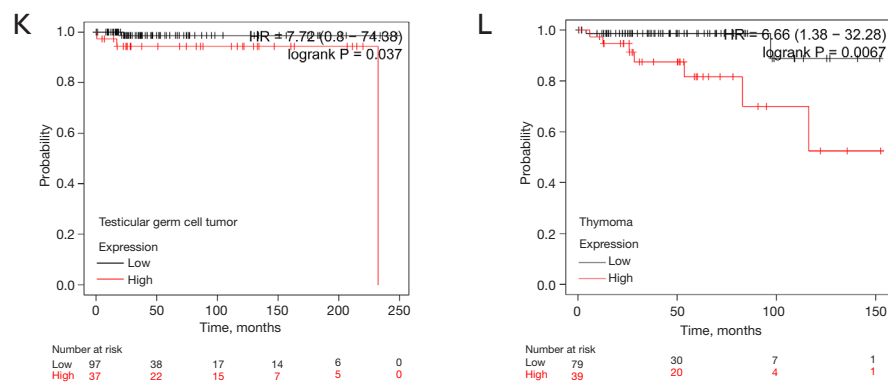 K
HR = 7.72 (0.8 − 74.38)
logrank P = 0.037
1.0
0.8
0.6
0.4
0.2
0.0
Probability
Testicular germ cell tumor
Expression
Low
High
0 50 100 150 200 250
Time, months
Number at risk
Low 97 38 17 14 6 0
High 37 22 15 7 5 0
L
HR = 6.66 (1.38 − 32.28)
logrank P = 0.0067
1.0
0.8
0.6
0.4
0.2
0.0
Probability
Thymoma
Expression
Low
High
0 50 100 150
Time, months
Number at risk
Low 79 30 7 1
High 39 20 4 1